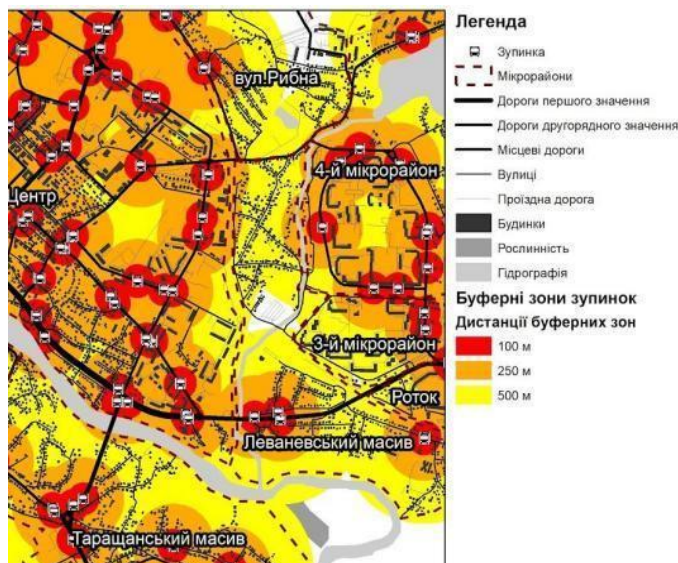 вул.Рибна
4-й мікрорайон
Центр
3-й мікрорайон
Роток
Леваневський масив
Таращанський масив
Легенда
Зупинка
Мікрорайони
Дороги першого значення
Дороги другорядного значення
Місцеві дороги
Вулиці
Проїздна дорога
Будинки
Рослинність
Гідрографія
Буферні зони зупинок
Дистанції буферних зон
100 м
250 м
500 м